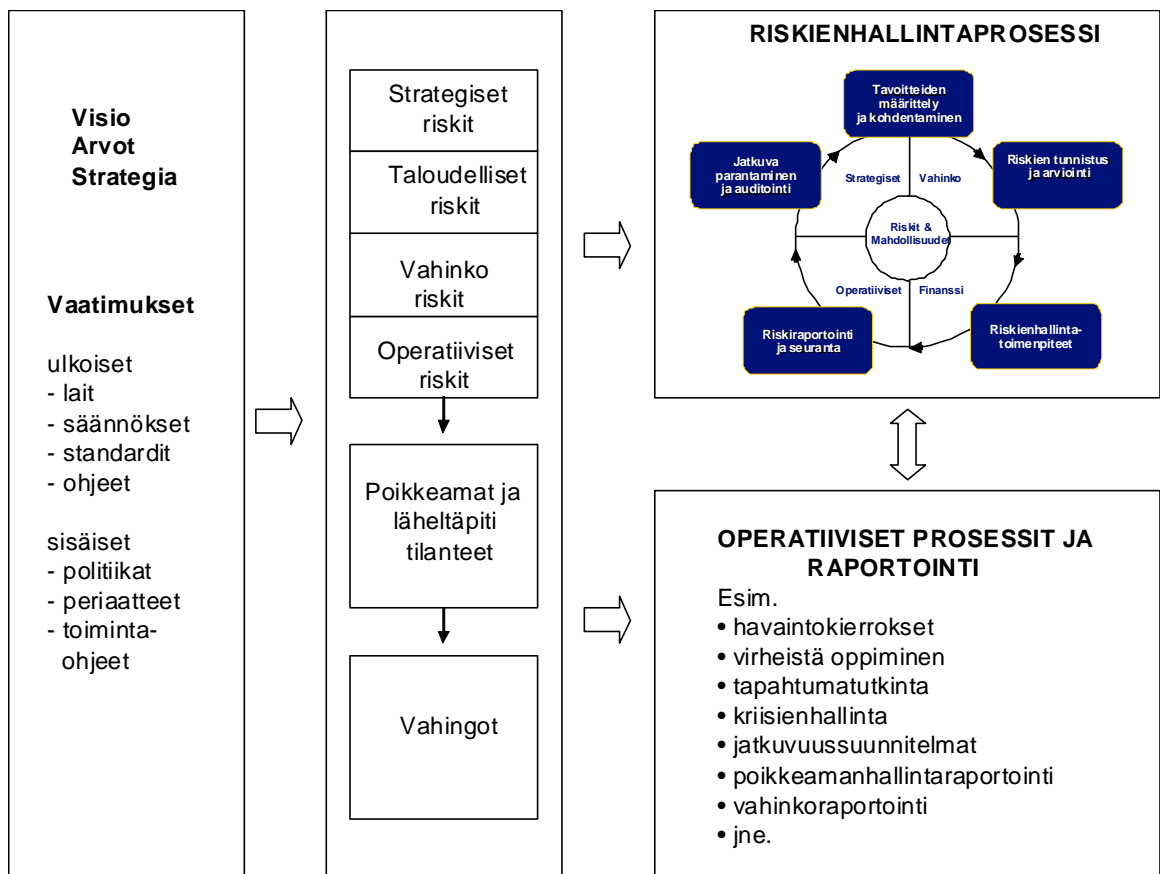 Visio
Arvot
Strategia
Vaatimukset
ulkoiset
- lait
- säännökset
- standardit
- ohjeet
sisäiset
- politiikat
- periaatteet
- toiminta-
ohjeet
Strategiset
riskit
Taloudelliset
riskit
Vahinko
riskit
Operatiiviset
riskit
Poikkeamat ja
läheltäpiti
tilanteet
Vahingot
RISKIENHALLINTAPROSESSI
Tavoitteiden
määrittely
ja kohdentaminen
Riskien tunnistus
ja arviointi
Riskienhallinta-
toimenpiteet
Riskiraportointi
ja seuranta
Jatkuva
parantaminen
ja auditointi
Strategiset
Vahinko
Riskit &
Mahdollisuudet
Operatiiviset
Finanssi
OPERATIIVISET PROSESSIT JA
RAPORTOINTI
Esim.
• havaintokierrokset
• virheistä oppiminen
• tapahtumatutkinta
• kriisienhallinta
• jatkuvuussuunnitelmat
• poikkeamanhallintaraportointi
• vahinkoraportointi
• jne.